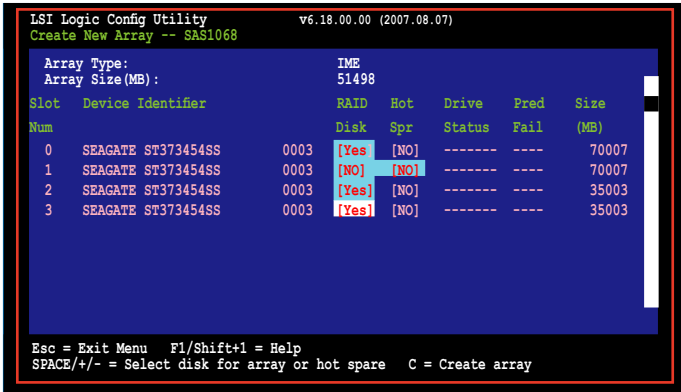 LSI Logic Config Utility v6.18.00.00 (2007.08.07)
Create New Array -- SAS1068
Array Type: IME
Array Size(MB): 51498
Slot Device Identifier RAID Hot Drive Pred Size
Num Disk Spr Status Fail (MB)
0 SEAGATE ST373454SS 0003 [Yes] [NO] ------- ---- 70007
1 SEAGATE ST373454SS 0003 [NO] [NO] ------- ---- 70007
2 SEAGATE ST373454SS 0003 [Yes] [NO] ------- ---- 35003
3 SEAGATE ST373454SS 0003 [Yes] [NO] ------- ---- 35003
Esc = Exit Menu F1/Shift+1 = Help
SPACE/+/- = Select disk for array or hot spare C = Create array